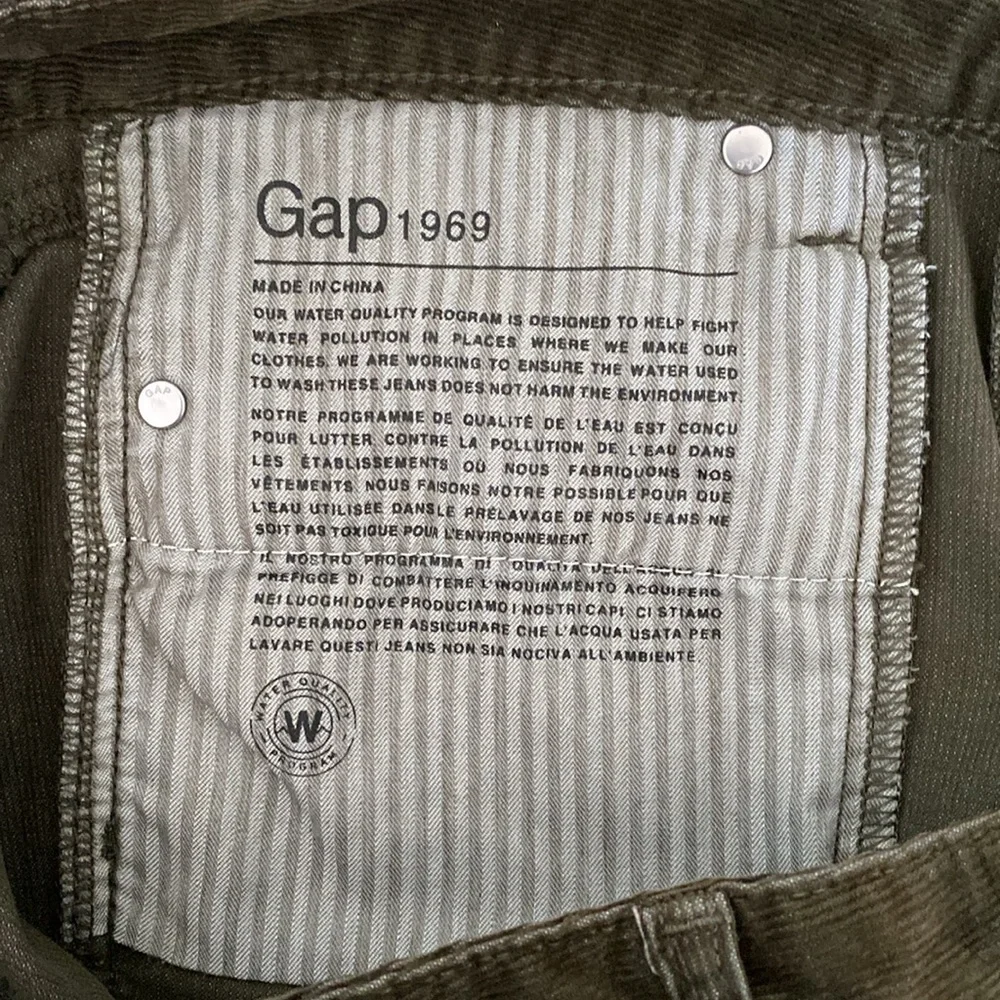 Gap 1969
MADE IN CHINA
OUR WATER QUALITY PROGRAM IS DESIGNED TO HELP FIGHT
WATER POLLUTION IN PLACES WHERE WE MAKE OUR
CLOTHES. WE ARE WORKING TO ENSURE THE WATER USED
TO WASH THESE JEANS DOES NOT HARM THE ENVIRONMENT.
NOTRE PROGRAMME DE QUALITÉ DE L'EAU EST CONÇU
POUR LUTTER CONTRE LA POLLUTION DE L'EAU DANS
LES ÉTABLISSEMENTS OÙ NOUS FABRIQUONS NOS
VÊTEMENTS. NOUS FAISONS NOTRE POSSIBLE POUR QUE
L'EAU UTILISÉE DANS LE PRÉLAVAGE DE NOS JEANS NE
SOIT PAS TOXIQUE POUR L'ENVIRONNEMENT.
IL NOSTRO PROGRAMMA DI QUALITÀ DELL'ACQUA SI
PREFIGGE DI COMBATTERE L'INQUINAMENTO ACQUIFERO
NEI LUOGHI DOVE PRODUCIAMO I NOSTRI CAPI. CI STIAMO
ADOPERANDO PER ASSICURARE CHE L'ACQUA USATA PER
LAVARE QUESTI JEANS NON SIA NOCIVA ALL'AMBIENTE.
WATER QUALITY
W
PROGRAM
GAP
GAP